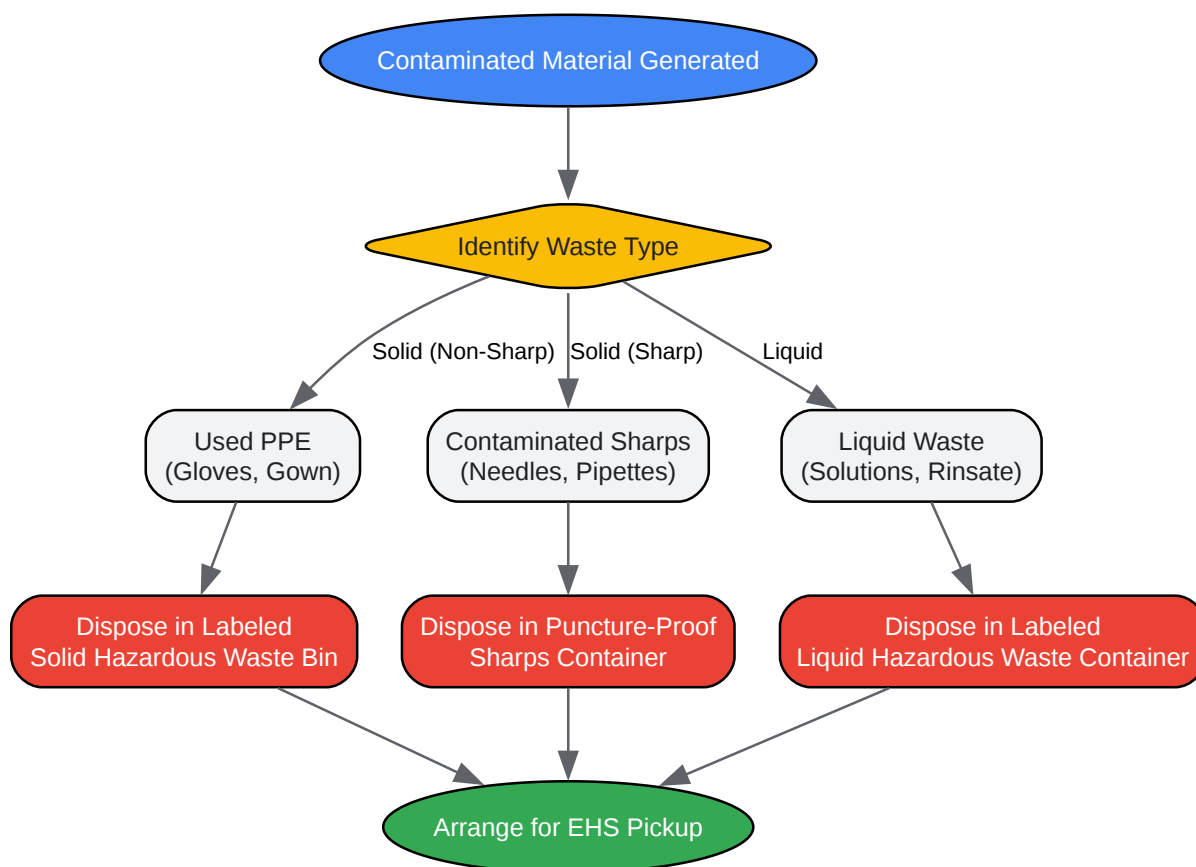 Contaminated Material Generated
Identify Waste Type
Solid (Non-Sharp)
Solid (Sharp)
Liquid
Used PPE
(Gloves, Gown)
Contaminated Sharps
(Needles, Pipettes)
Liquid Waste
(Solutions, Rinsate)
Dispose in Labeled
Solid Hazardous Waste Bin
Dispose in Puncture-Proof
Sharps Container
Dispose in Labeled
Liquid Hazardous Waste Container
Arrange for EHS Pickup